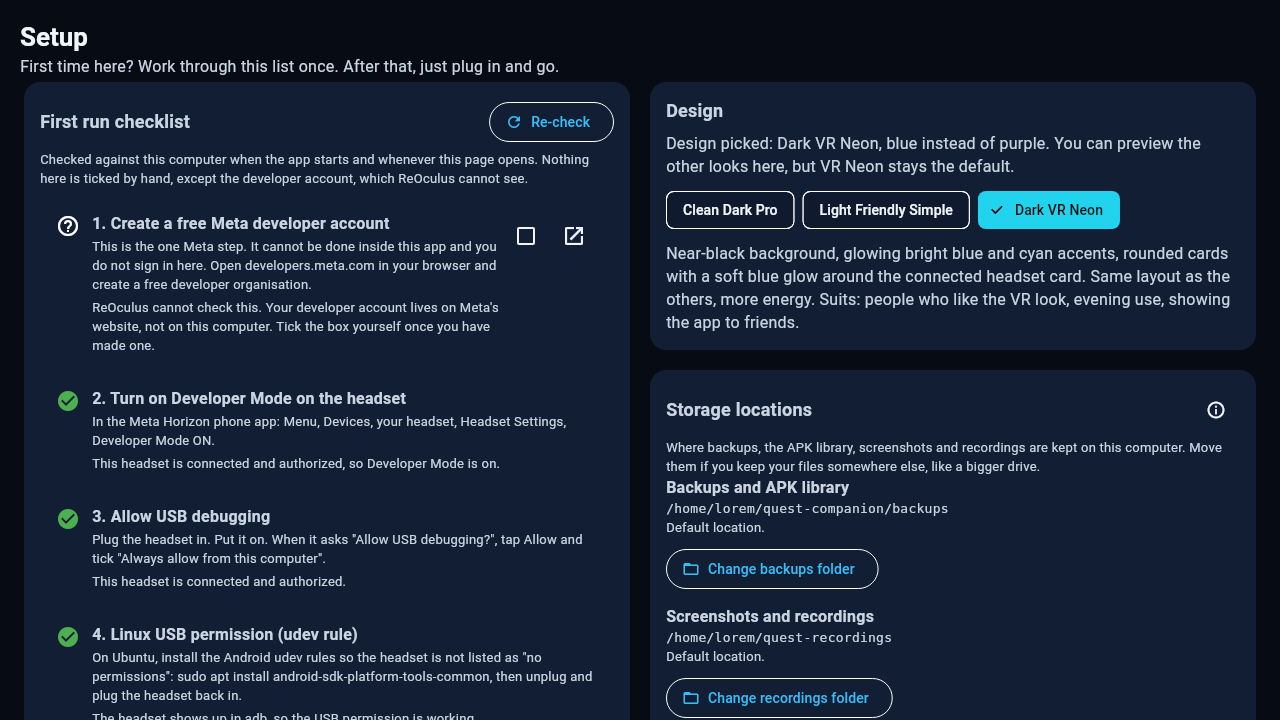 Setup
First time here? Work through this list once. After that, just plug in and go.
First run checklist
Re-check
Checked against this computer when the app starts and whenever this page opens. Nothing
here is ticked by hand, except the developer account, which ReOculus cannot see.
1. Create a free Meta developer account
This is the one Meta step. It cannot be done inside this app and you
do not sign in here. Open developers.meta.com in your browser and
create a free developer organisation.
ReOculus cannot check this. Your developer account lives on Meta's
website, not on this computer. Tick the box yourself once you have
made one.
2. Turn on Developer Mode on the headset
In the Meta Horizon phone app: Menu, Devices, your headset, Headset Settings,
Developer Mode ON.
This headset is connected and authorized, so Developer Mode is on.
3. Allow USB debugging
Plug the headset in. Put it on. When it asks "Allow USB debugging?", tap Allow and
tick "Always allow from this computer".
This headset is connected and authorized.
4. Linux USB permission (udev rule)
On Ubuntu, install the Android udev rules so the headset is not listed as "no
permissions": sudo apt install android-sdk-platform-tools-common, then unplug and
plug the headset back in.
The headset shows up in adb, so the USB permission is working.
Design
Design picked: Dark VR Neon, blue instead of purple. You can preview the
other looks here, but VR Neon stays the default.
Clean Dark Pro
Light Friendly Simple
Dark VR Neon
Near-black background, glowing bright blue and cyan accents, rounded cards
with a soft blue glow around the connected headset card. Same layout as the
others, more energy. Suits: people who like the VR look, evening use, showing
the app to friends.
Storage locations
Where backups, the APK library, screenshots and recordings are kept on this computer. Move
them if you keep your files somewhere else, like a bigger drive.
Backups and APK library
/home/lorem/quest-companion/backups
Default location.
Change backups folder
Screenshots and recordings
/home/lorem/quest-recordings
Default location.
Change recordings folder